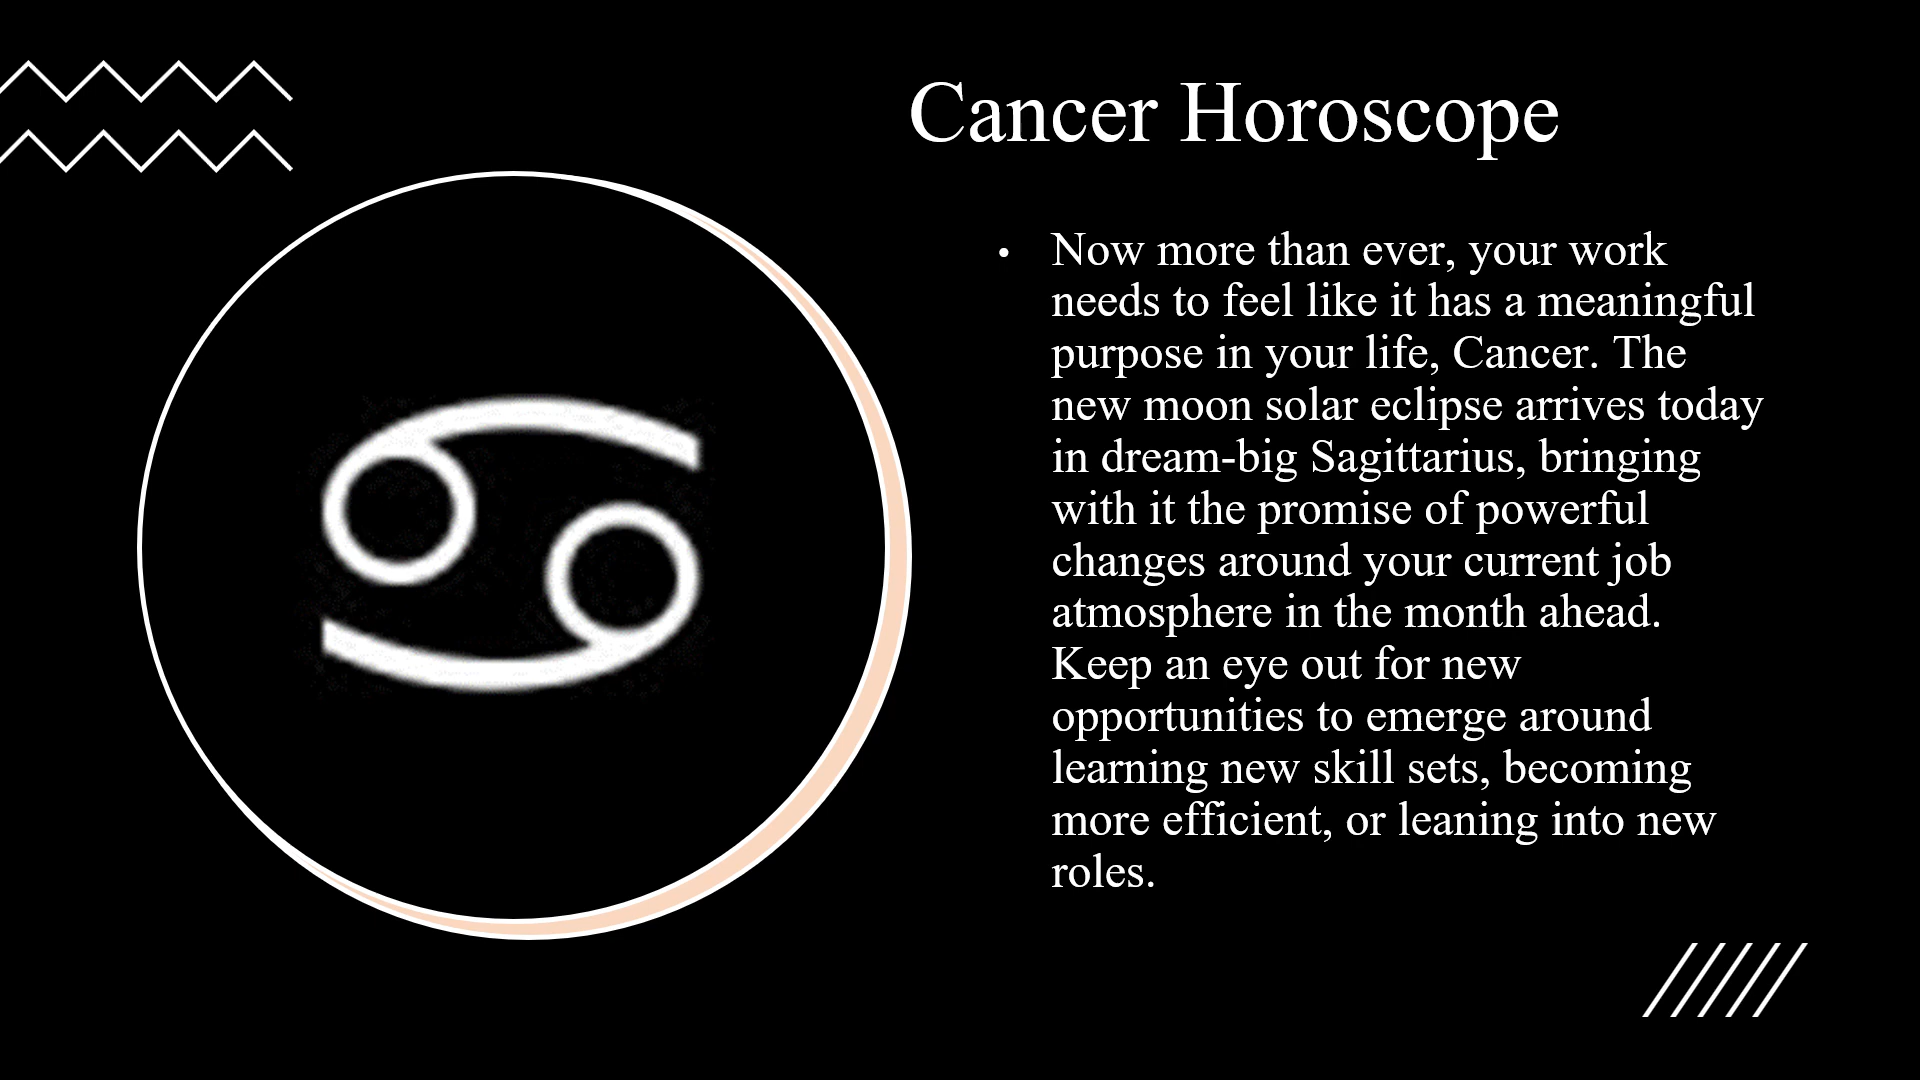 Cancer Horoscope
• Now more than ever, your work
needs to feel like it has a meaningful
purpose in your life, Cancer. The
new moon solar eclipse arrives today
in dream-big Sagittarius, bringing
with it the promise of powerful
changes around your current job
atmosphere in the month ahead.
Keep an eye out for new
opportunities to emerge around
learning new skill sets, becoming
more efficient, or leaning into new
roles.